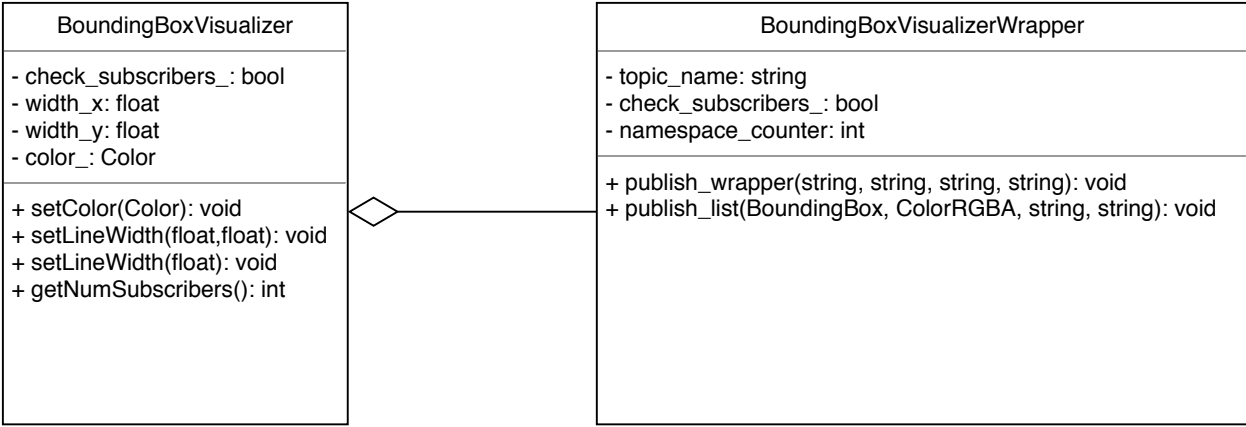 BoundingBoxVisualizer
- check_subscribers_: bool
- width_x: float
- width_y: float
- color_: Color
+ setColor(Color): void
+ setLineWidth(float,float): void
+ setLineWidth(float): void
+ getNumSubscribers(): int
BoundingBoxVisualizerWrapper
- topic_name: string
- check_subscribers_: bool
- namespace_counter: int
+ publish_wrapper(string, string, string, string): void
+ publish_list(BoundingBox, ColorRGBA, string, string): void